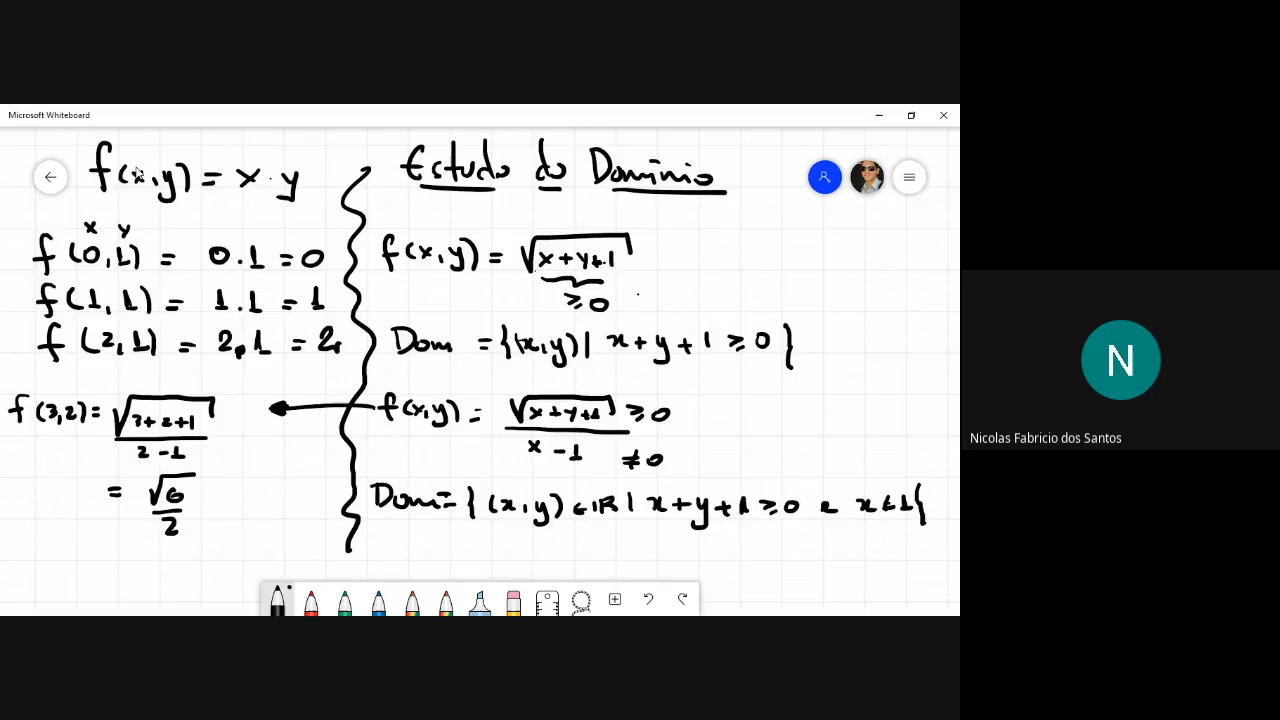 Microsoft Whiteboard
f(x,y) = x · y
x y
f(0,1) = 0.1 = 0
f(1,1) = 1.1 = 1
f(2,1) = 2.1 = 2
f(3,2) = √(3+2+1)
2-1
= √6
2
Estudo do Domínio
f(x,y) = √(x+y+1)
≥0
Dom = {(x,y) | x+y+1 ≥ 0 }
f(x,y) = √(x+y+1) ≥0
x-1 ≠0
Dom = { (x,y) ∈ IR | x+y+1 ≥ 0 e x
N
Nicolas Fabricio dos Santos